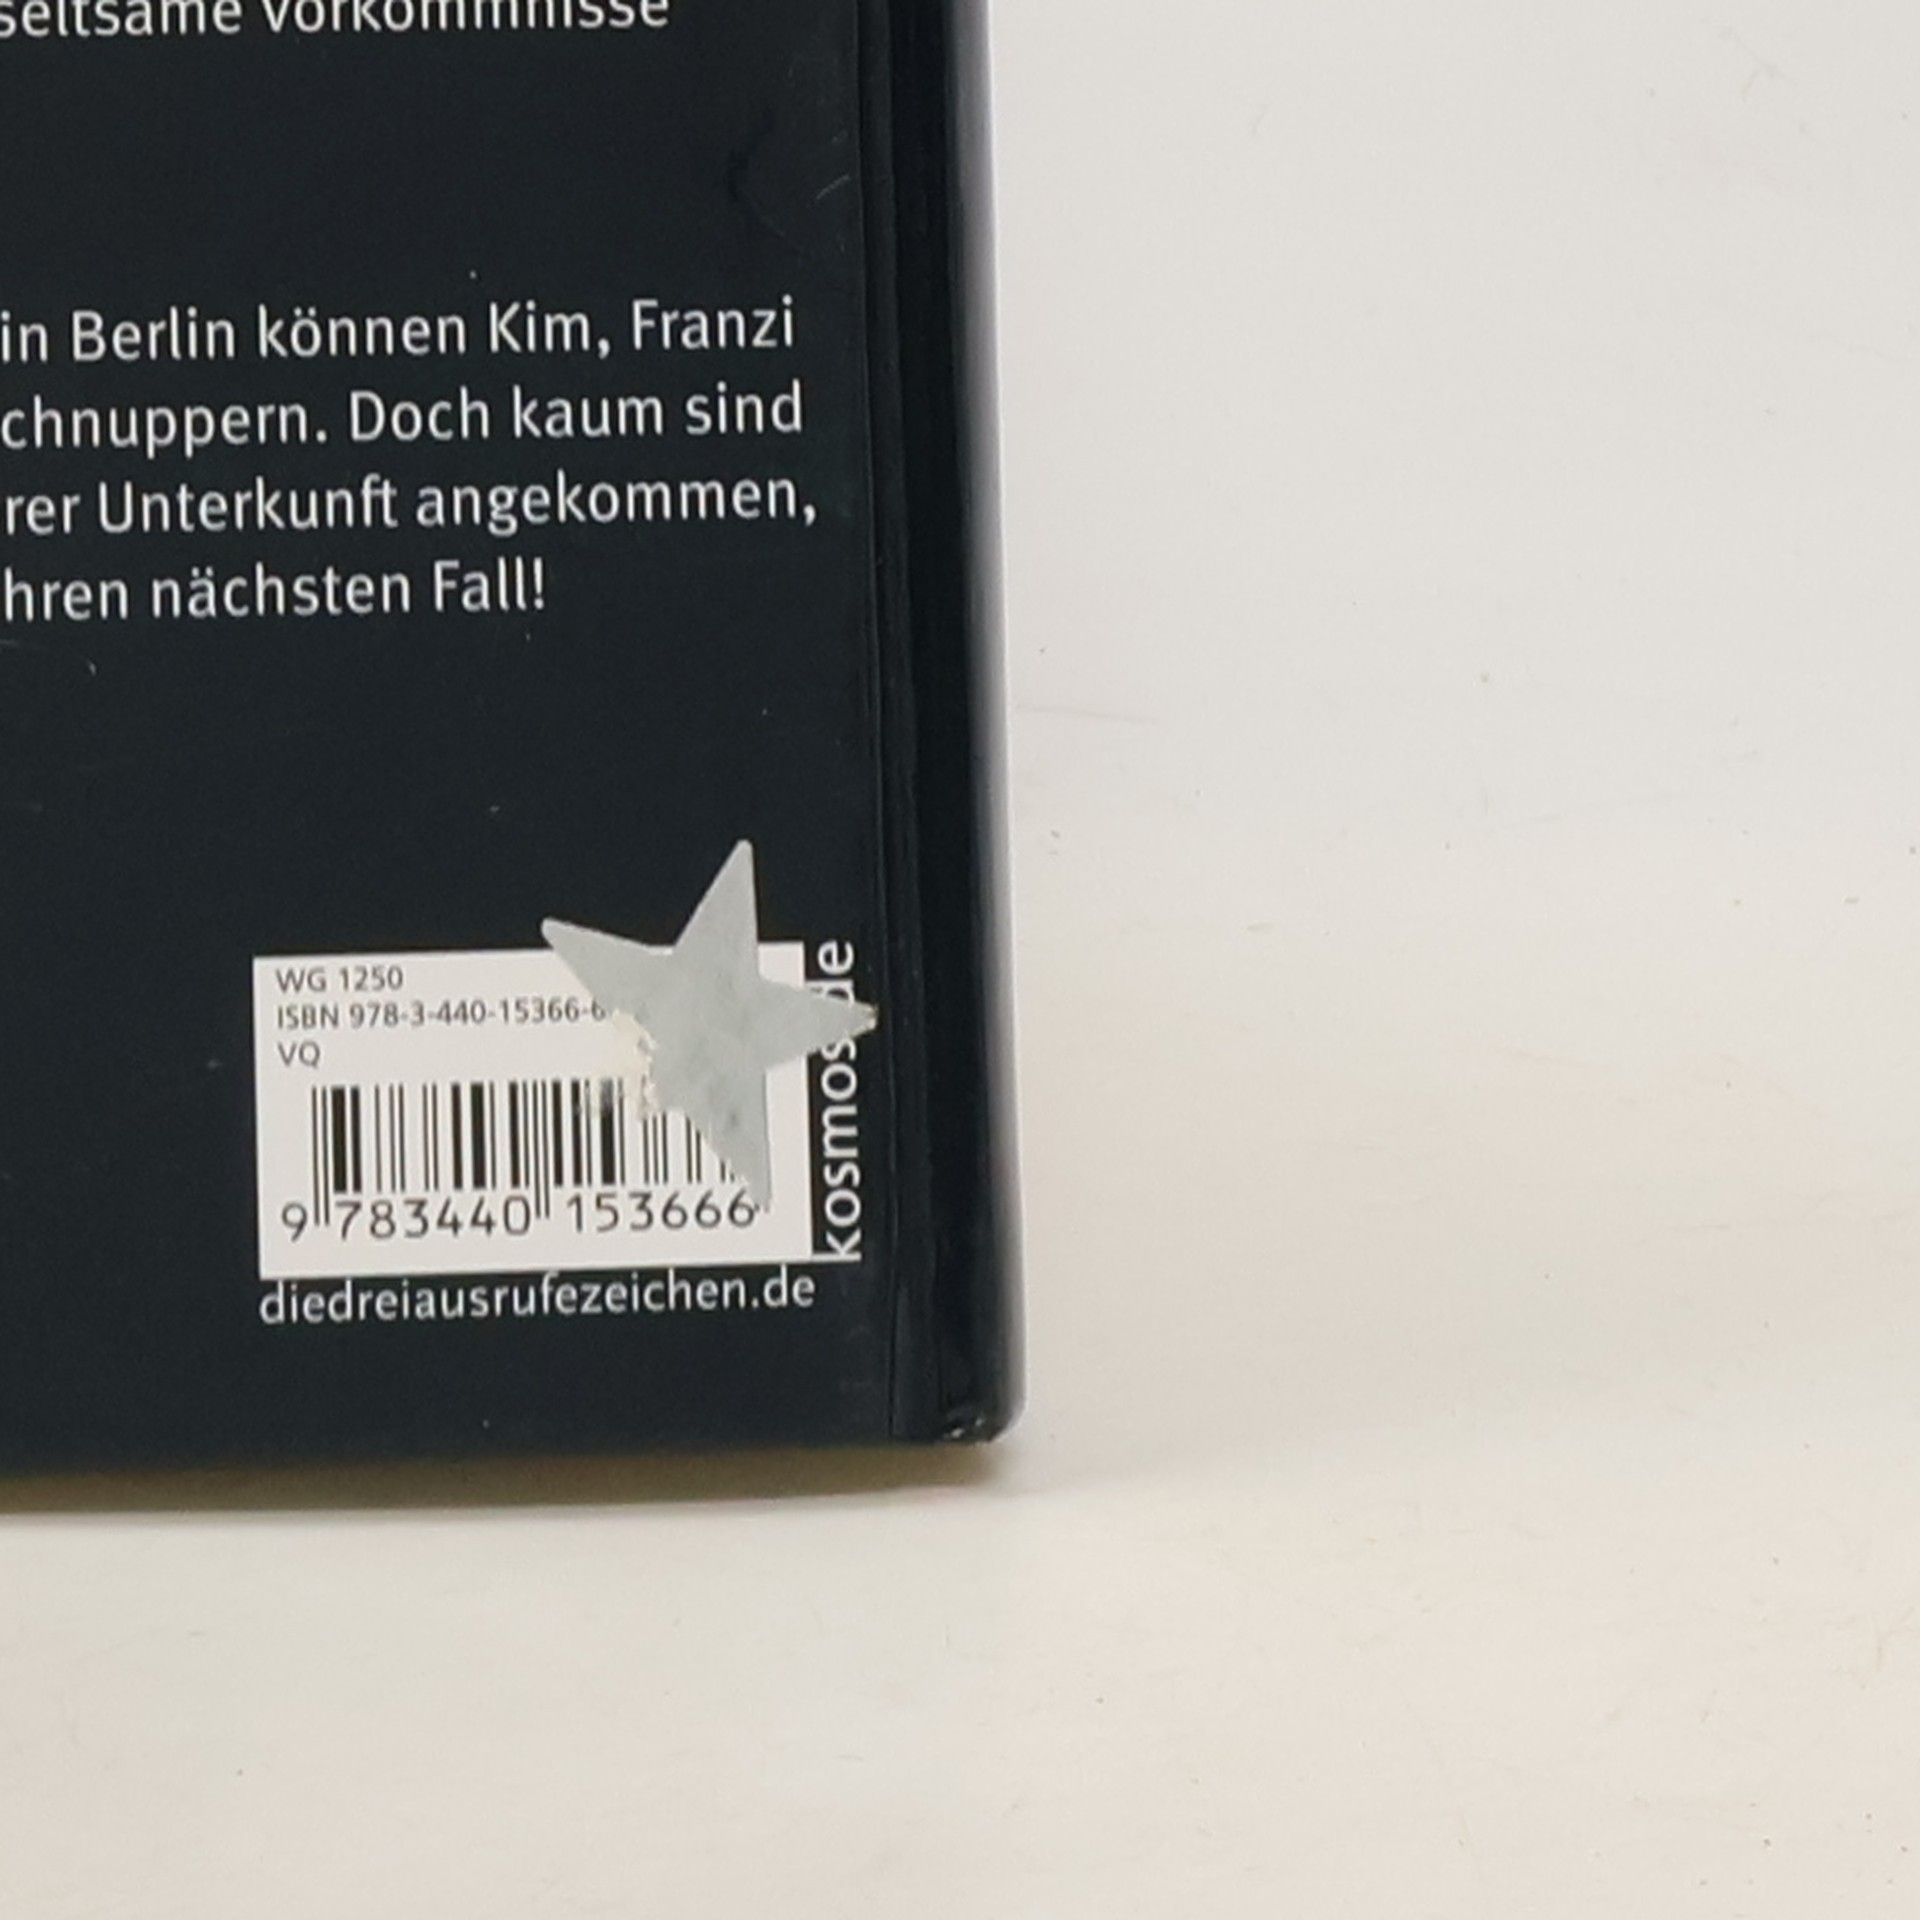 seltsame Vorkommnisse
in Berlin können Kim, Franzi
chnuppern. Doch kaum sind
rer Unterkunft angekommen,
hren nächsten Fall!
WG 1250
ISBN 978-3-440-15366-6
VQ
9 783440 153666
kosmos.de
diedreiausrufezeichen.de